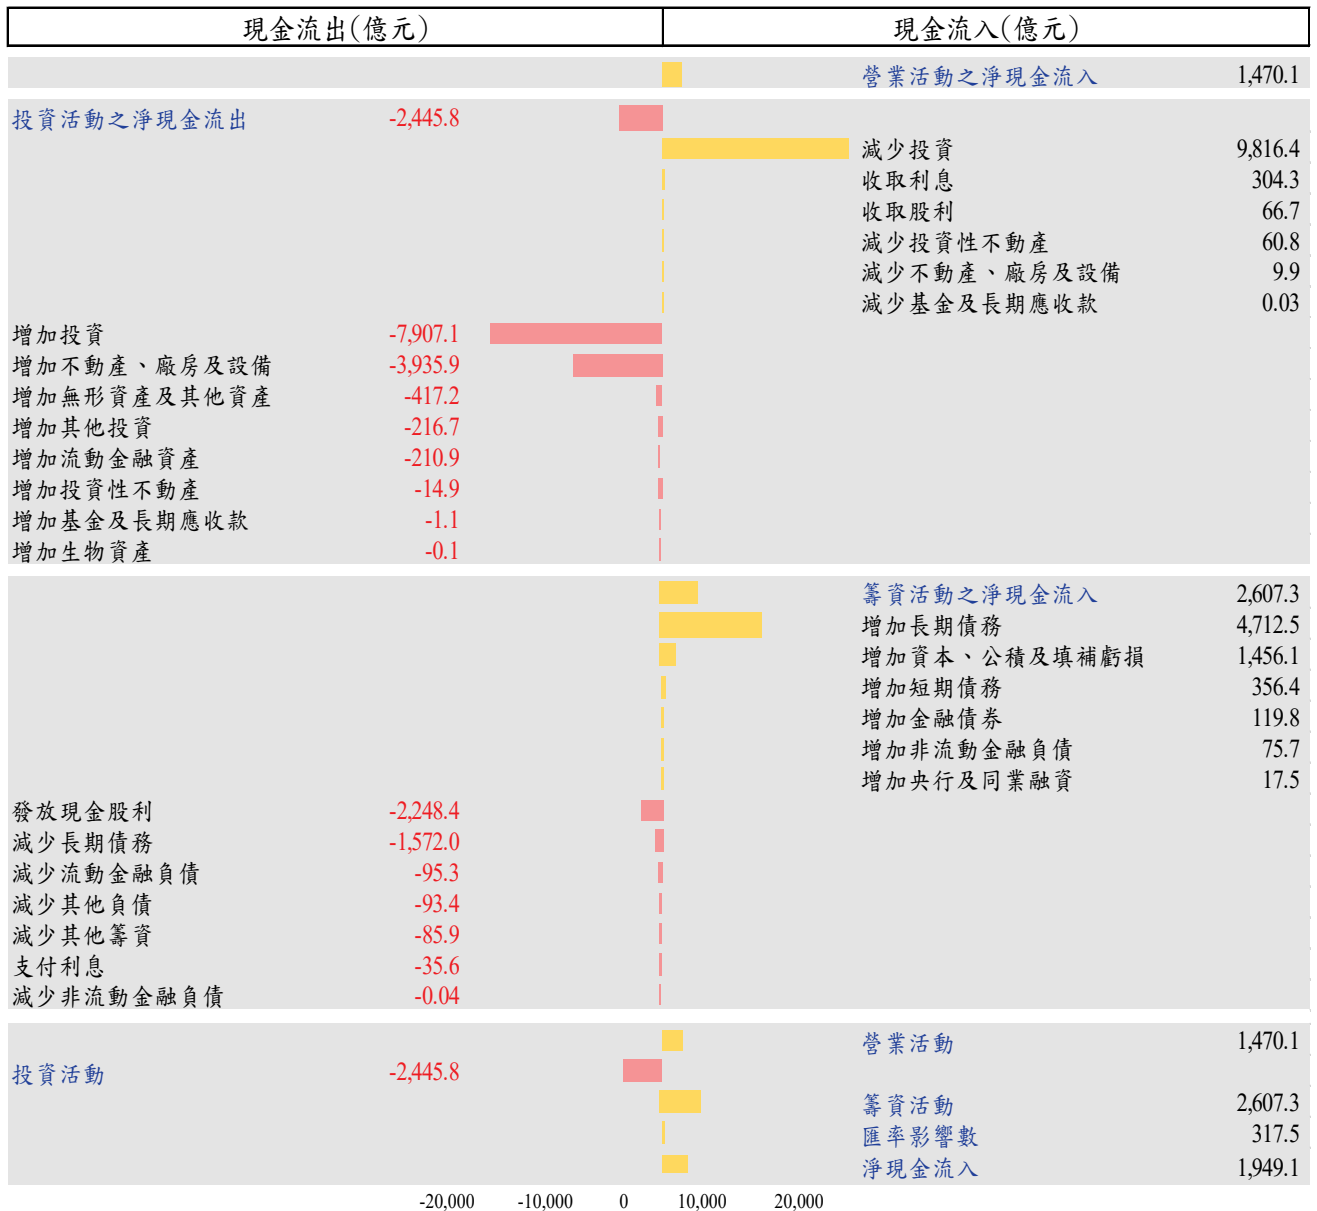 現金流出(億元) 現金流入(億元)
營業活動之淨現金流入 1,470.1
投資活動之淨現金流出 -2,445.8
減少投資 9,816.4
收取利息 304.3
收取股利 66.7
減少投資性不動產 60.8
減少不動產、廠房及設備 9.9
減少基金及長期應收款 0.03
增加投資 -7,907.1
增加不動產、廠房及設備 -3,935.9
增加無形資產及其他資產 -417.2
增加其他投資 -216.7
增加流動金融資產 -210.9
增加投資性不動產 -14.9
增加基金及長期應收款 -1.1
增加生物資產 -0.1
籌資活動之淨現金流入 2,607.3
增加長期債務 4,712.5
增加資本、公積及填補虧損 1,456.1
增加短期債務 356.4
增加金融債券 119.8
增加非流動金融負債 75.7
增加央行及同業融資 17.5
發放現金股利 -2,248.4
減少長期債務 -1,572.0
減少流動金融負債 -95.3
減少其他負債 -93.4
減少其他籌資 -85.9
支付利息 -35.6
減少非流動金融負債 -0.04
營業活動 1,470.1
投資活動 -2,445.8
籌資活動 2,607.3
匯率影響數 317.5
淨現金流入 1,949.1
-20,000 -10,000 0 10,000 20,000